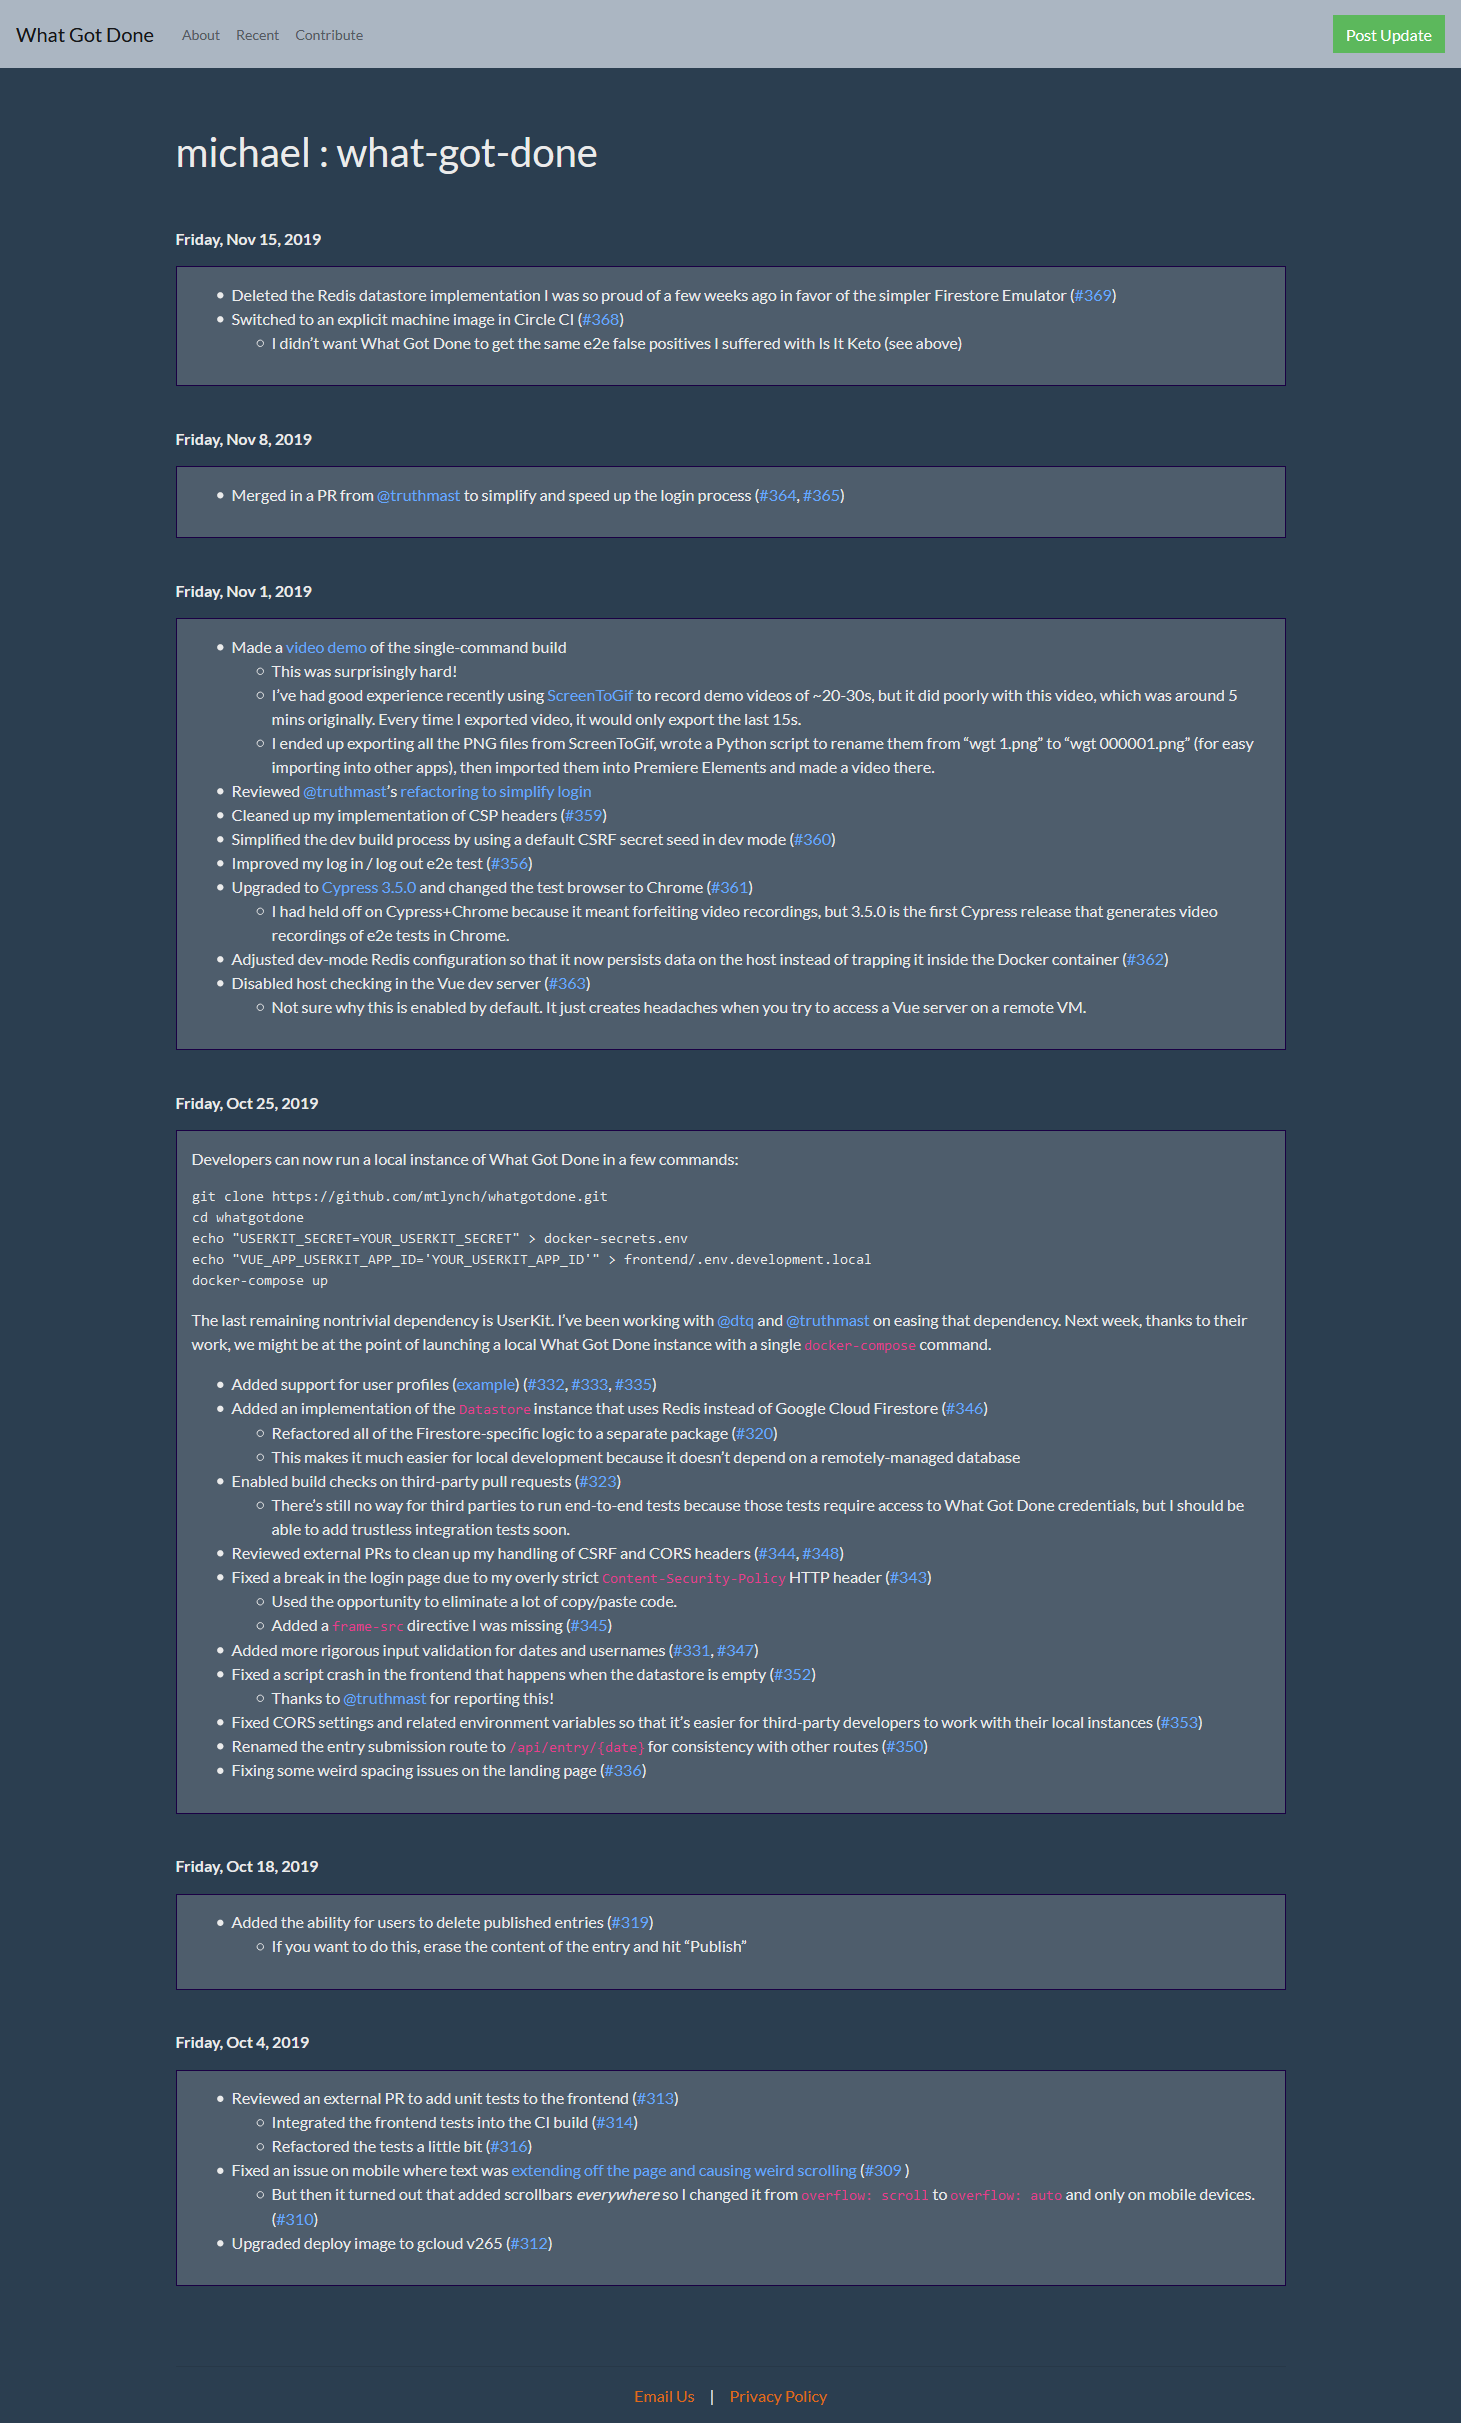 What Got Done About Recent Contribute Post Update
michael : what-got-done
Friday, Nov 15, 2019
• Deleted the Redis datastore implementation I was so proud of a few weeks ago in favor of the simpler Firestore Emulator (#369)
• Switched to an explicit machine image in Circle CI (#368)
◦ I didn’t want What Got Done to get the same e2e false positives I suffered with Is It Keto (see above)
Friday, Nov 8, 2019
• Merged in a PR from @truthmast to simplify and speed up the login process (#364, #365)
Friday, Nov 1, 2019
• Made a video demo of the single-command build
◦ This was surprisingly hard!
◦ I’ve had good experience recently using ScreenToGif to record demo videos of ~20-30s, but it did poorly with this video, which was around 5
mins originally. Every time I exported video, it would only export the last 15s.
◦ I ended up exporting all the PNG files from ScreenToGif, wrote a Python script to rename them from “wgt 1.png” to “wgt 000001.png” (for easy
importing into other apps), then imported them into Premiere Elements and made a video there.
• Reviewed @truthmast’s refactoring to simplify login
• Cleaned up my implementation of CSP headers (#359)
• Simplified the dev build process by using a default CSRF secret seed in dev mode (#360)
• Improved my log in / log out e2e test (#356)
• Upgraded to Cypress 3.5.0 and changed the test browser to Chrome (#361)
◦ I had held off on Cypress+Chrome because it meant forfeiting video recordings, but 3.5.0 is the first Cypress release that generates video
recordings of e2e tests in Chrome.
• Adjusted dev-mode Redis configuration so that it now persists data on the host instead of trapping it inside the Docker container (#362)
• Disabled host checking in the Vue dev server (#363)
◦ Not sure why this is enabled by default. It just creates headaches when you try to access a Vue server on a remote VM.
Friday, Oct 25, 2019
Developers can now run a local instance of What Got Done in a few commands:
git clone https://github.com/mtlynch/whatgotdone.git
cd whatgotdone
echo "USERKIT_SECRET=YOUR_USERKIT_SECRET" > docker-secrets.env
echo "VUE_APP_USERKIT_APP_ID='YOUR_USERKIT_APP_ID'" > frontend/.env.development.local
docker-compose up
The last remaining nontrivial dependency is UserKit. I’ve been working with @dtq and @truthmast on easing that dependency. Next week, thanks to their
work, we might be at the point of launching a local What Got Done instance with a single docker-compose command.
• Added support for user profiles (example) (#332, #333, #335)
• Added an implementation of the Datastore instance that uses Redis instead of Google Cloud Firestore (#346)
◦ Refactored all of the Firestore-specific logic to a separate package (#320)
◦ This makes it much easier for local development because it doesn’t depend on a remotely-managed database
• Enabled build checks on third-party pull requests (#323)
◦ There’s still no way for third parties to run end-to-end tests because those tests require access to What Got Done credentials, but I should be
able to add trustless integration tests soon.
• Reviewed external PRs to clean up my handling of CSRF and CORS headers (#344, #348)
• Fixed a break in the login page due to my overly strict Content-Security-Policy HTTP header (#343)
◦ Used the opportunity to eliminate a lot of copy/paste code.
◦ Added a frame-src directive I was missing (#345)
• Added more rigorous input validation for dates and usernames (#331, #347)
• Fixed a script crash in the frontend that happens when the datastore is empty (#352)
◦ Thanks to @truthmast for reporting this!
• Fixed CORS settings and related environment variables so that it’s easier for third-party developers to work with their local instances (#353)
• Renamed the entry submission route to /api/entry/{date} for consistency with other routes (#350)
• Fixing some weird spacing issues on the landing page (#336)
Friday, Oct 18, 2019
• Added the ability for users to delete published entries (#319)
◦ If you want to do this, erase the content of the entry and hit “Publish”
Friday, Oct 4, 2019
• Reviewed an external PR to add unit tests to the frontend (#313)
◦ Integrated the frontend tests into the CI build (#314)
◦ Refactored the tests a little bit (#316)
• Fixed an issue on mobile where text was extending off the page and causing weird scrolling (#309 )
◦ But then it turned out that added scrollbars everywhere so I changed it from overflow: scroll to overflow: auto and only on mobile devices.
(#310)
• Upgraded deploy image to gcloud v265 (#312)
Email Us | Privacy Policy